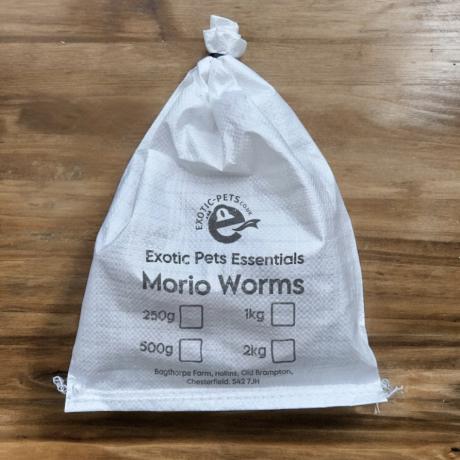 EXOTIC-PETS.CO.UK
Exotic Pets Essentials
Morio Worms
250g 1kg
500g 2kg
Bagthorpe Farm, Hollins, Old Brampton,
Chesterfield. S42 7JH